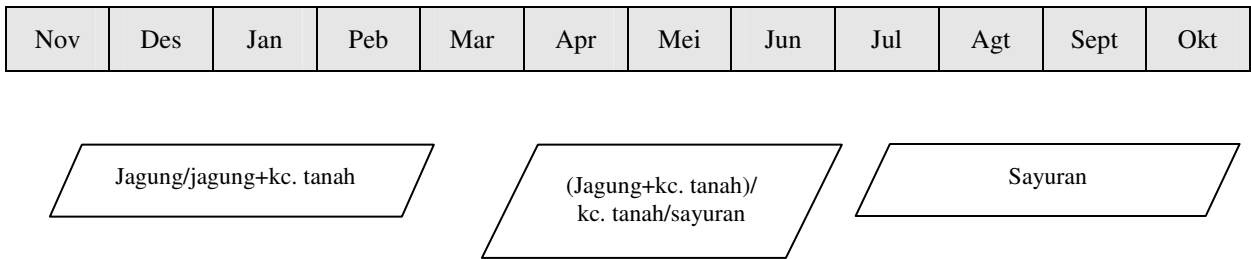 Nov Des Jan Peb Mar Apr Mei Jun Jul Agt Sept Okt
Jagung/jagung+kc. tanah
(Jagung+kc. tanah)/
kc. tanah/sayuran
Sayuran